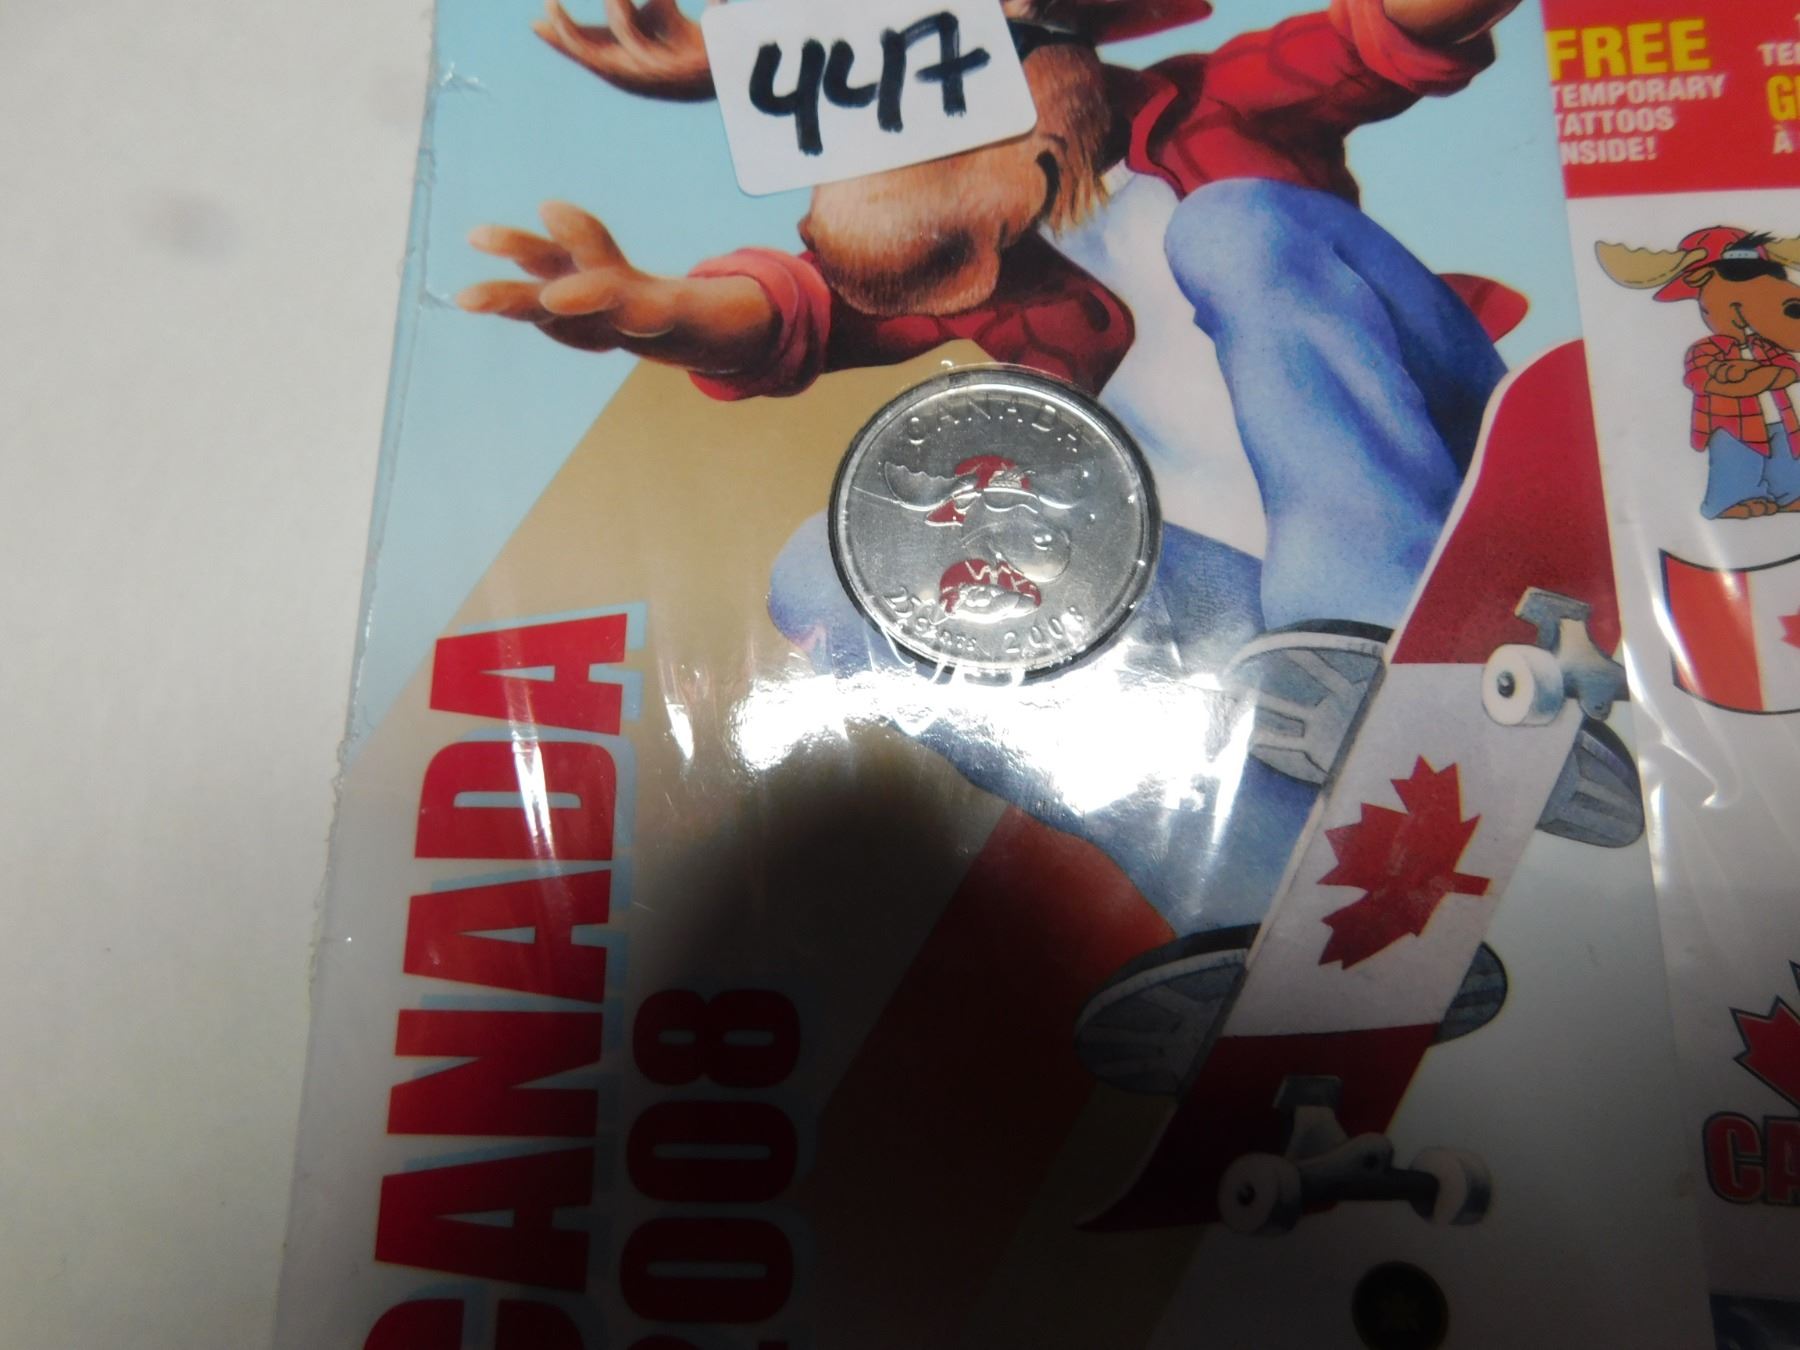 447
FREE
TEMPORARY
TATTOOS
INSIDE!
À
CANADA
25 CENTS 2008
CANADA
2008